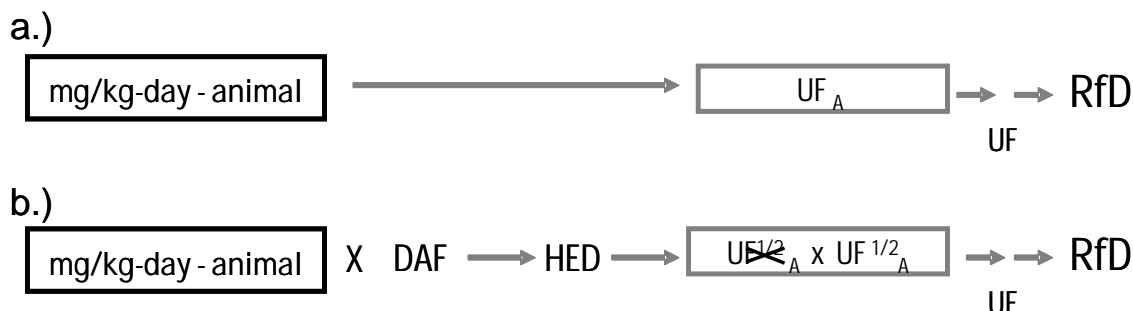 a.)
mg/kg-day - animal UF A RfD
UF
b.)
mg/kg-day - animal X DAF HED UF1/2 A x UF 1/2 A RfD
UF